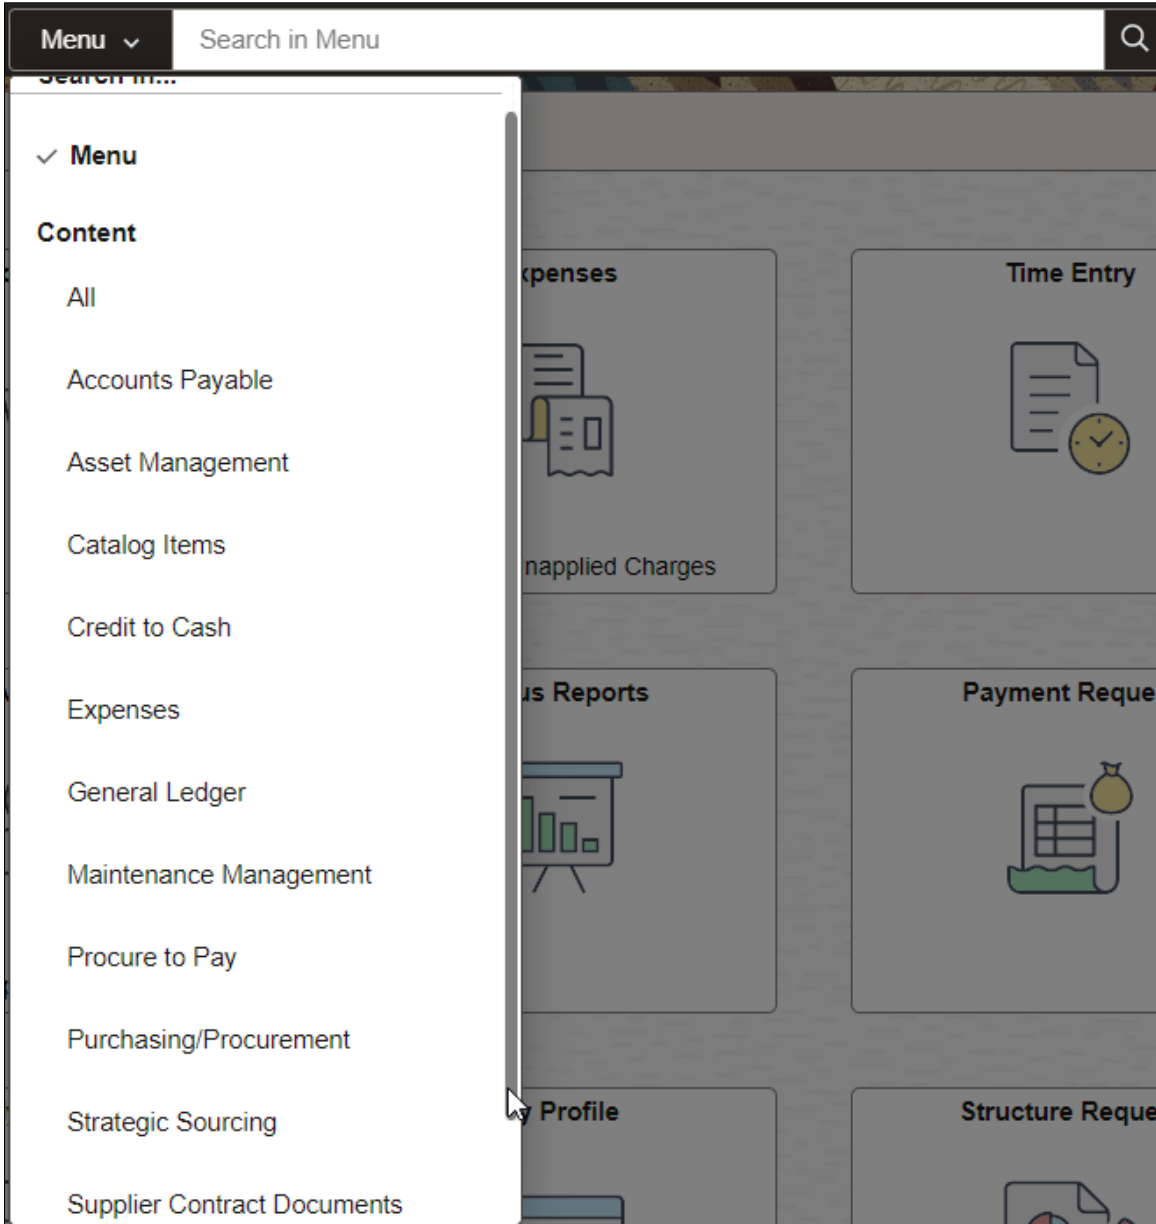 Menu
Search in Menu
Search in...
Menu
Content
All
Accounts Payable
Asset Management
Catalog Items
Credit to Cash
Expenses
General Ledger
Maintenance Management
Procure to Pay
Purchasing/Procurement
Strategic Sourcing
Supplier Contract Documents
xpenses
napplied Charges
Time Entry
us Reports
Payment Reque
y Profile
Structure Reque